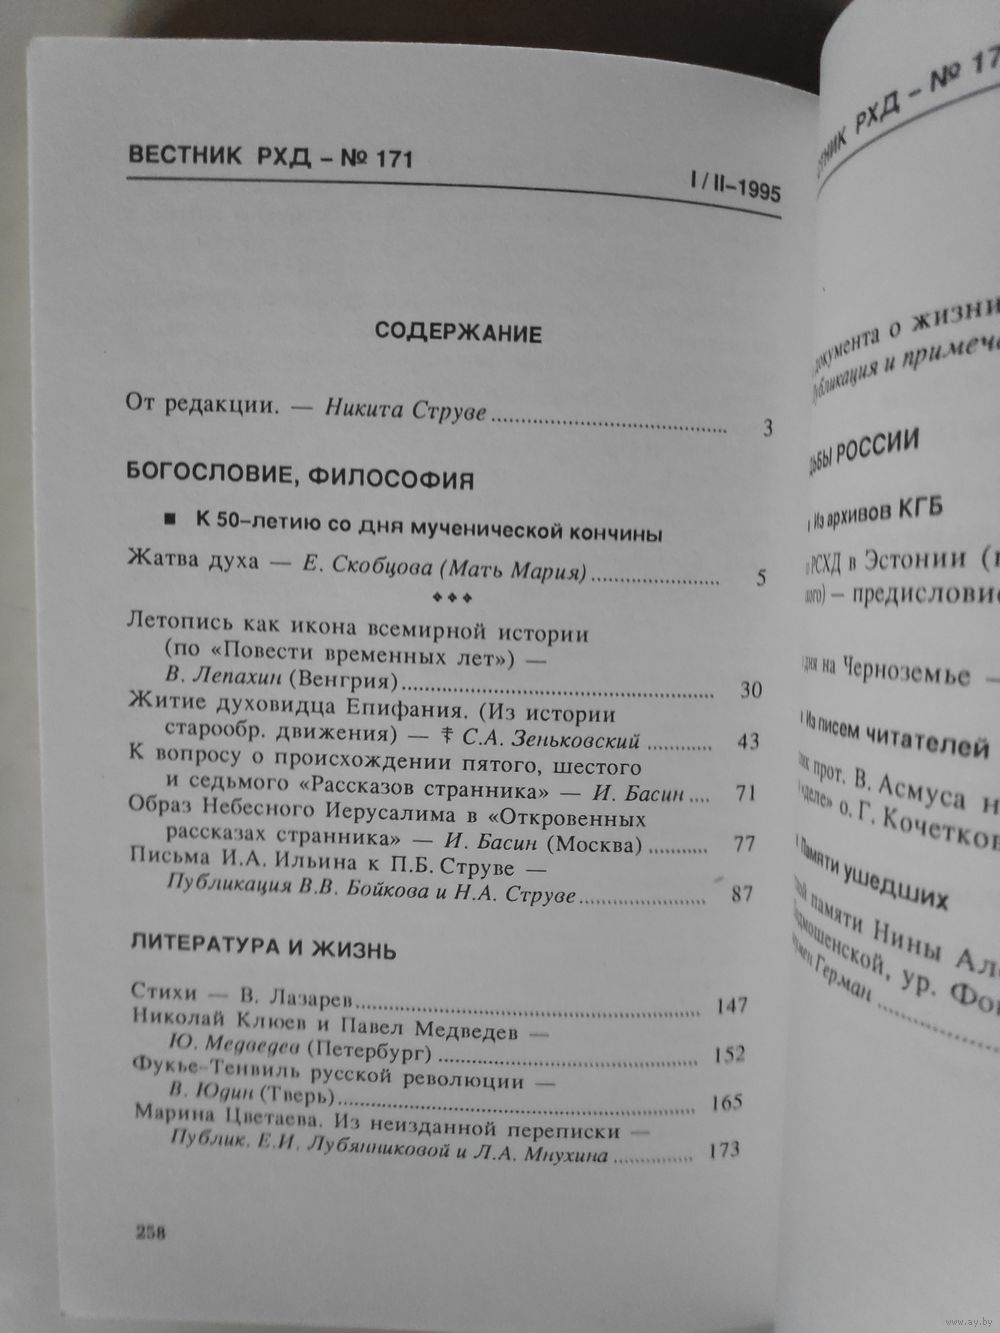 ВЕСТНИК РХД – № 171
I / II–1995
СОДЕРЖАНИЕ
От редакции. — Никита Струве ........ 3
БОГОСЛОВИЕ, ФИЛОСОФИЯ
■ К 50–летию со дня мученической кончины
Жатва духа — Е. Скобцова (Мать Мария) ........ 5
◆◆◆
Летопись как икона всемирной истории
(по «Повести временных лет») —
В. Лепахин (Венгрия) ........ 30
Житие духовидца Епифания. (Из истории
старообр. движения) — ☦ С.А. Зеньковский ........ 43
К вопросу о происхождении пятого, шестого
и седьмого «Рассказов странника» — И. Басин .... 71
Образ Небесного Иерусалима в «Откровенных
рассказах странника» — И. Басин (Москва) ........ 77
Письма И.А. Ильина к П.Б. Струве —
Публикация В.В. Бойкова и Н.А. Струве ........ 87
ЛИТЕРАТУРА И ЖИЗНЬ
Стихи — В. Лазарев ........ 147
Николай Клюев и Павел Медведев —
Ю. Медведев (Петербург) ........ 152
Фукье–Тенвиль русской революции —
В. Юдин (Тверь) ........ 165
Марина Цветаева. Из неизданной переписки —
Публик. Е.И. Лубянниковой и Л.А. Мнухина ........ 173
258
РХД – № 17
документа о жизни
и примеч
РОССИИ
Из архивов КГБ
РСХД в Эстонии (
– предисловие
на Черноземье —
Из писем читателей
прот. В. Асмуса н
о. Г. Кочетков
Памяти ушедших
памяти Нины Але
ур. Фон
Герман ........
www.ay.by